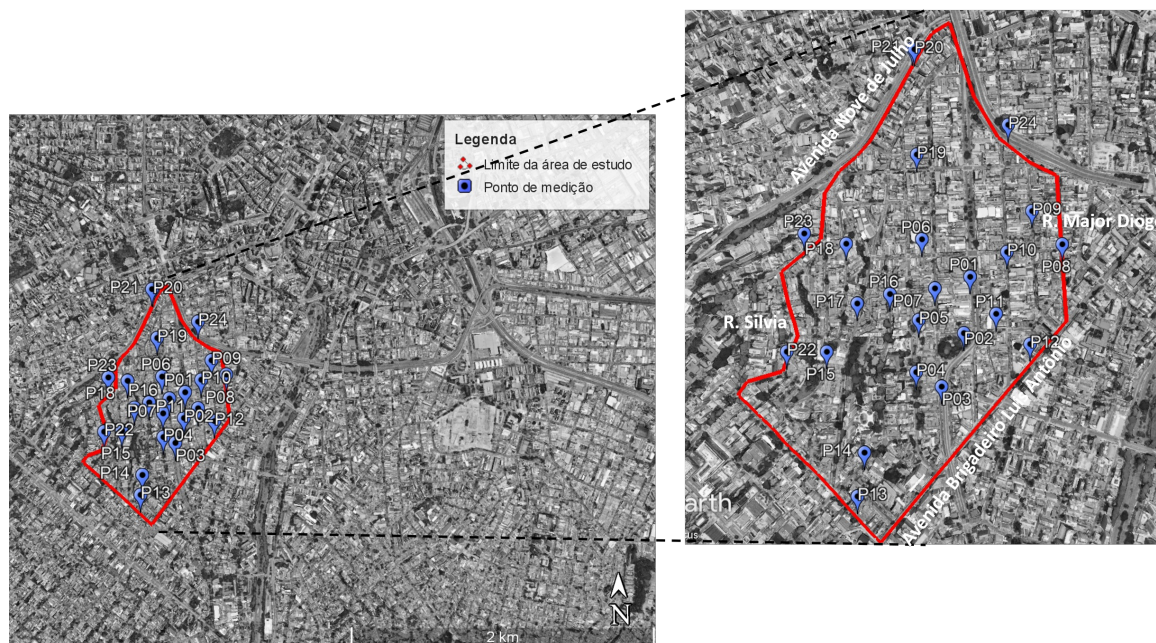 Legenda
Limite da área de estudo
Ponto de medição
P21 P20
P24
P19
P23
P06
P09
P18
P16
P01
P10
P07
P11
P08
P02
P12
P22
P04
P15
P03
P14
P13
2 km
N
P21 P20
Avenida Nove de Julho
P24
P19
P09
R. Major Diogo
P23
P18
P06
P10
P08
P01
P16
P17
P07
P11
P05
R. Silvia
P02
P12
P22
P15
P04
P03
Avenida Brigadeiro Luís Antônio
P14
P13
arth
us